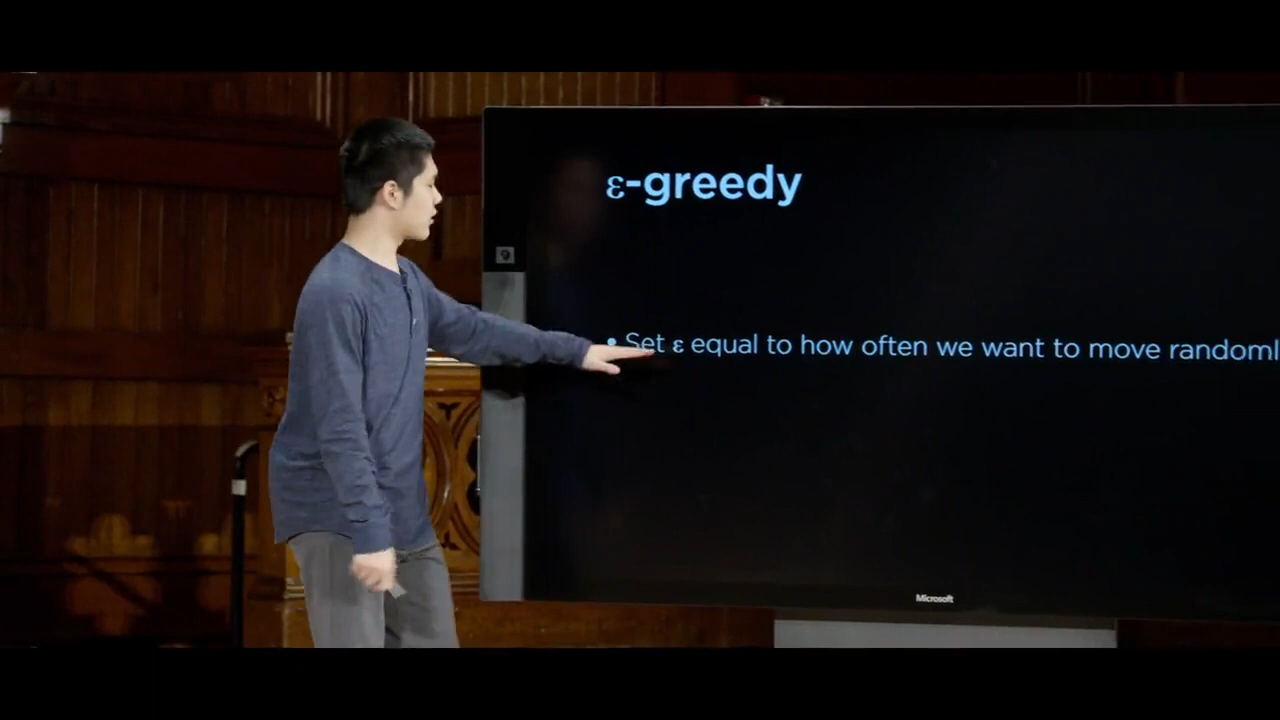 ε-greedy
• Set ε equal to how often we want to move randoml
Microsoft